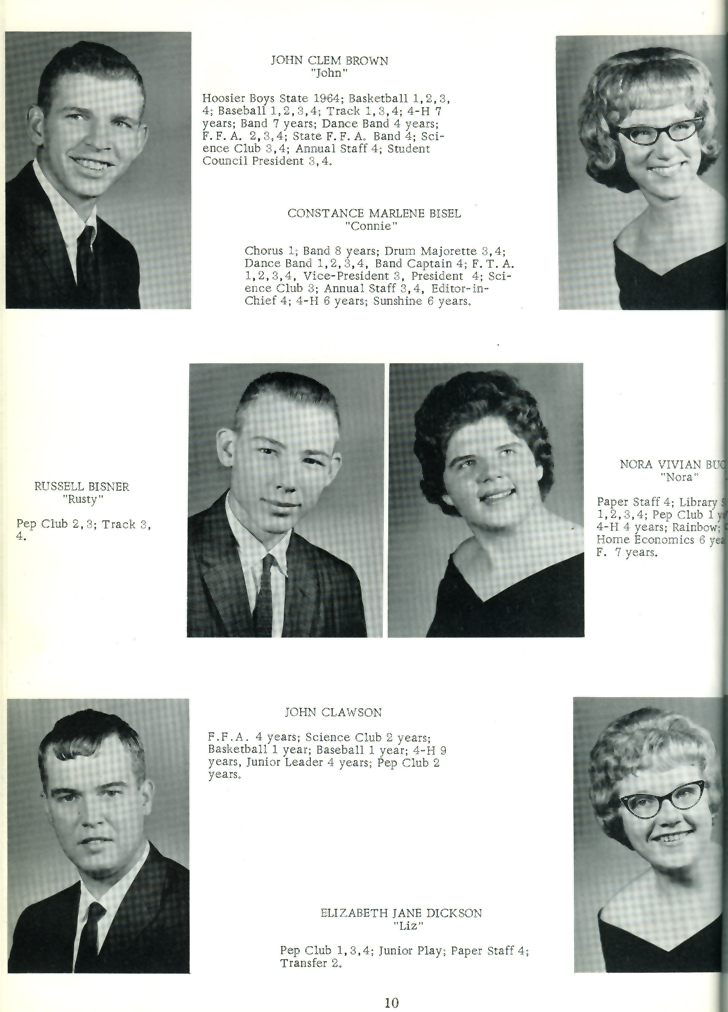 JOHN CLEM BROWN
"John"
Hoosier Boys State 1964; Basketball 1,2,3,
4; Baseball 1,2,3,4; Track 1,3,4; 4-H 7
years; Band 7 years; Dance Band 4 years;
F.F.A. 2,3,4; State F.F.A. Band 4; Sci-
ence Club 3,4; Annual Staff 4; Student
Council President 3,4.
CONSTANCE MARLENE BISEL
"Connie"
Chorus 1; Band 8 years; Drum Majorette 3,4;
Dance Band 1,2,3,4, Band Captain 4; F.T.A.
1,2,3,4, Vice-President 3, President 4; Sci-
ence Club 3; Annual Staff 3,4, Editor-in-
Chief 4; 4-H 6 years; Sunshine 6 years.
RUSSELL BISNER
"Rusty"
Pep Club 2,3; Track 3,
4.
NORA VIVIAN
"Nora"
Paper Staff 4; Library
1,2,3,4; Pep Club 1
4-H 4 years; Rainbow;
Home Economics 6
F. 7 years.
JOHN CLAWSON
F.F.A. 4 years; Science Club 2 years;
Basketball 1 year; Baseball 1 year; 4-H 9
years, Junior Leader 4 years; Pep Club 2
years.
ELIZABETH JANE DICKSON
"Liz"
Pep Club 1,3,4; Junior Play; Paper Staff 4;
Transfer 2.
10